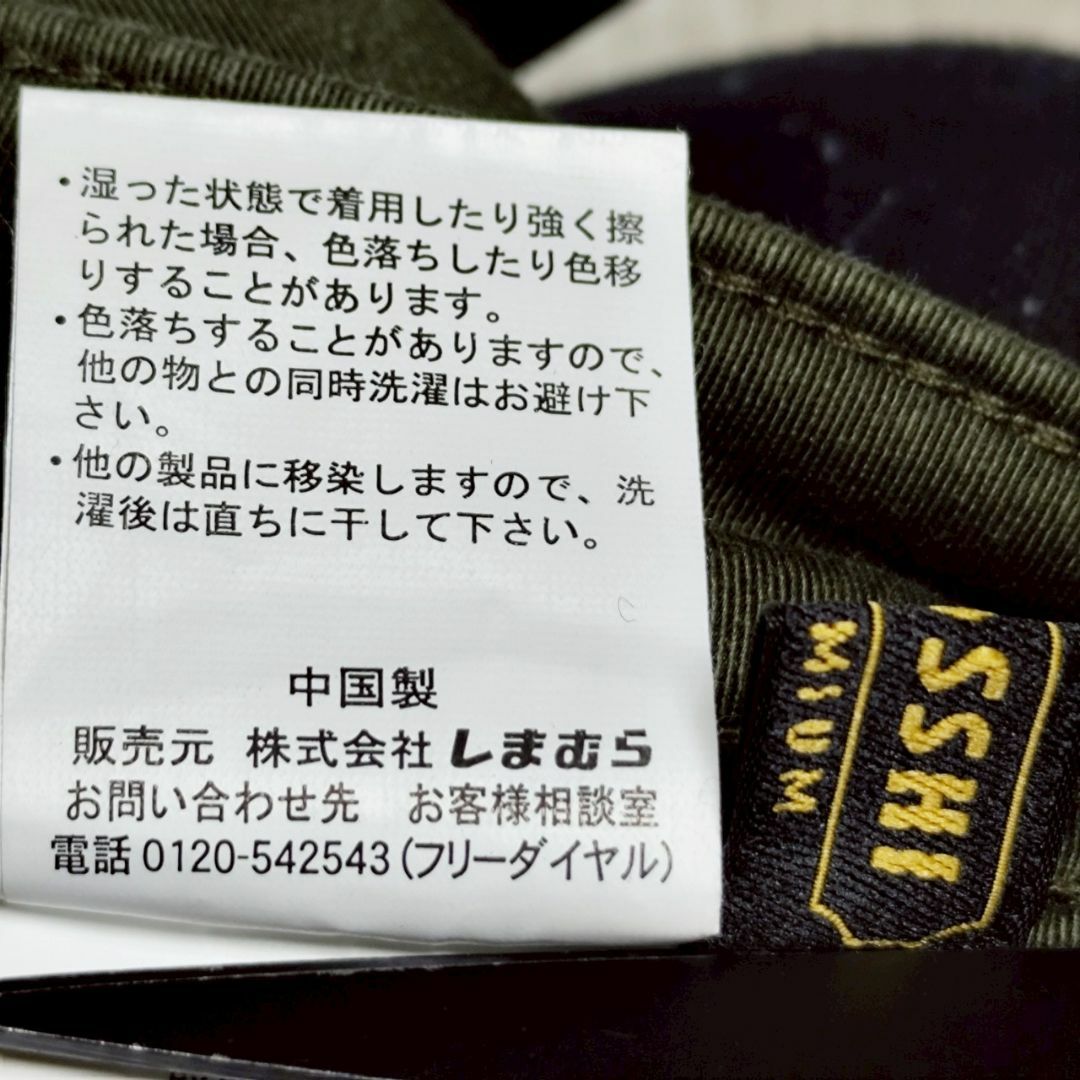 ・湿った状態で着用したり強く擦
られた場合、色落ちしたり色移
りすることがあります。
・色落ちすることがありますので、
他の物との同時洗濯はお避け下
さい。
・他の製品に移染しますので、洗
濯後は直ちに干して下さい。
中国製
販売元 株式会社 しまむら
お問い合わせ先 お客様相談室
電話 0120-542543 (フリーダイヤル)
SSHI
MIUM